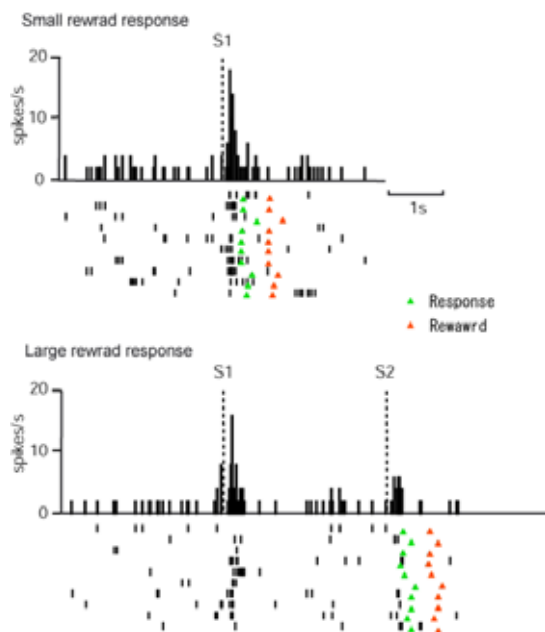 Small rewrad response
S1
20
10
0
spikes/s
1s
Response
Rewawrd
Large rewrad response
S1
S2
20
10
0
spikes/s